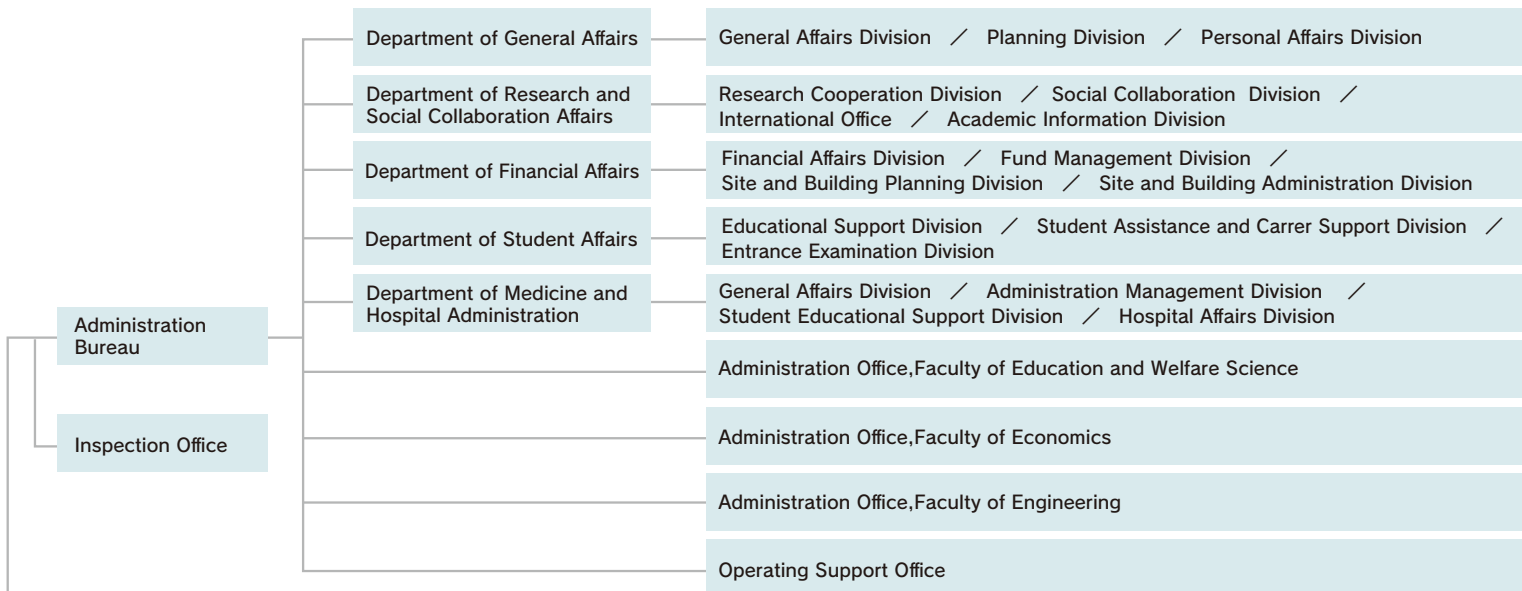 Department of General Affairs
General Affairs Division ／ Planning Division ／ Personal Affairs Division
Department of Research and
Social Collaboration Affairs
Research Cooperation Division ／ Social Collaboration Division ／
International Office ／ Academic Information Division
Department of Financial Affairs
Financial Affairs Division ／ Fund Management Division ／
Site and Building Planning Division ／ Site and Building Administration Division
Department of Student Affairs
Educational Support Division ／ Student Assistance and Carrer Support Division ／
Entrance Examination Division
Department of Medicine and
Hospital Administration
General Affairs Division ／ Administration Management Division ／
Student Educational Support Division ／ Hospital Affairs Division
Administration
Bureau
Administration Office,Faculty of Education and Welfare Science
Inspection Office
Administration Office,Faculty of Economics
Administration Office,Faculty of Engineering
Operating Support Office